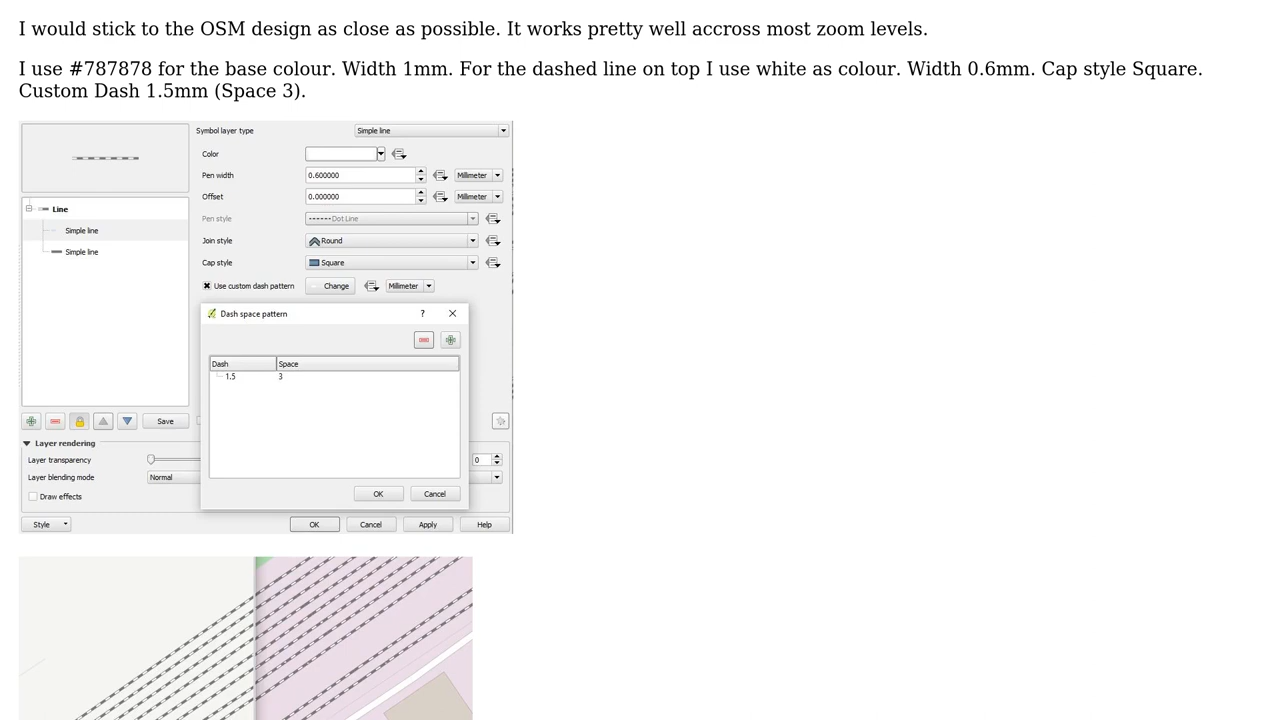 I would stick to the OSM design as close as possible. It works pretty well accross most zoom levels.
I use #787878 for the base colour. Width 1mm. For the dashed line on top I use white as colour. Width 0.6mm. Cap style Square.
Custom Dash 1.5mm (Space 3).
Symbol layer type Simple line
Color
Pen width 0.600000 Millimeter
Offset 0.000000 Millimeter
Pen style Dot Line
Join style Round
Cap style Square
Use custom dash pattern Change Millimeter
Line
Simple line
Simple line
Dash space pattern ?
Dash Space
1.5 3
OK Cancel
Save
Layer rendering
Layer transparency 0
Layer blending mode Normal
Draw effects
Style OK Cancel Apply Help